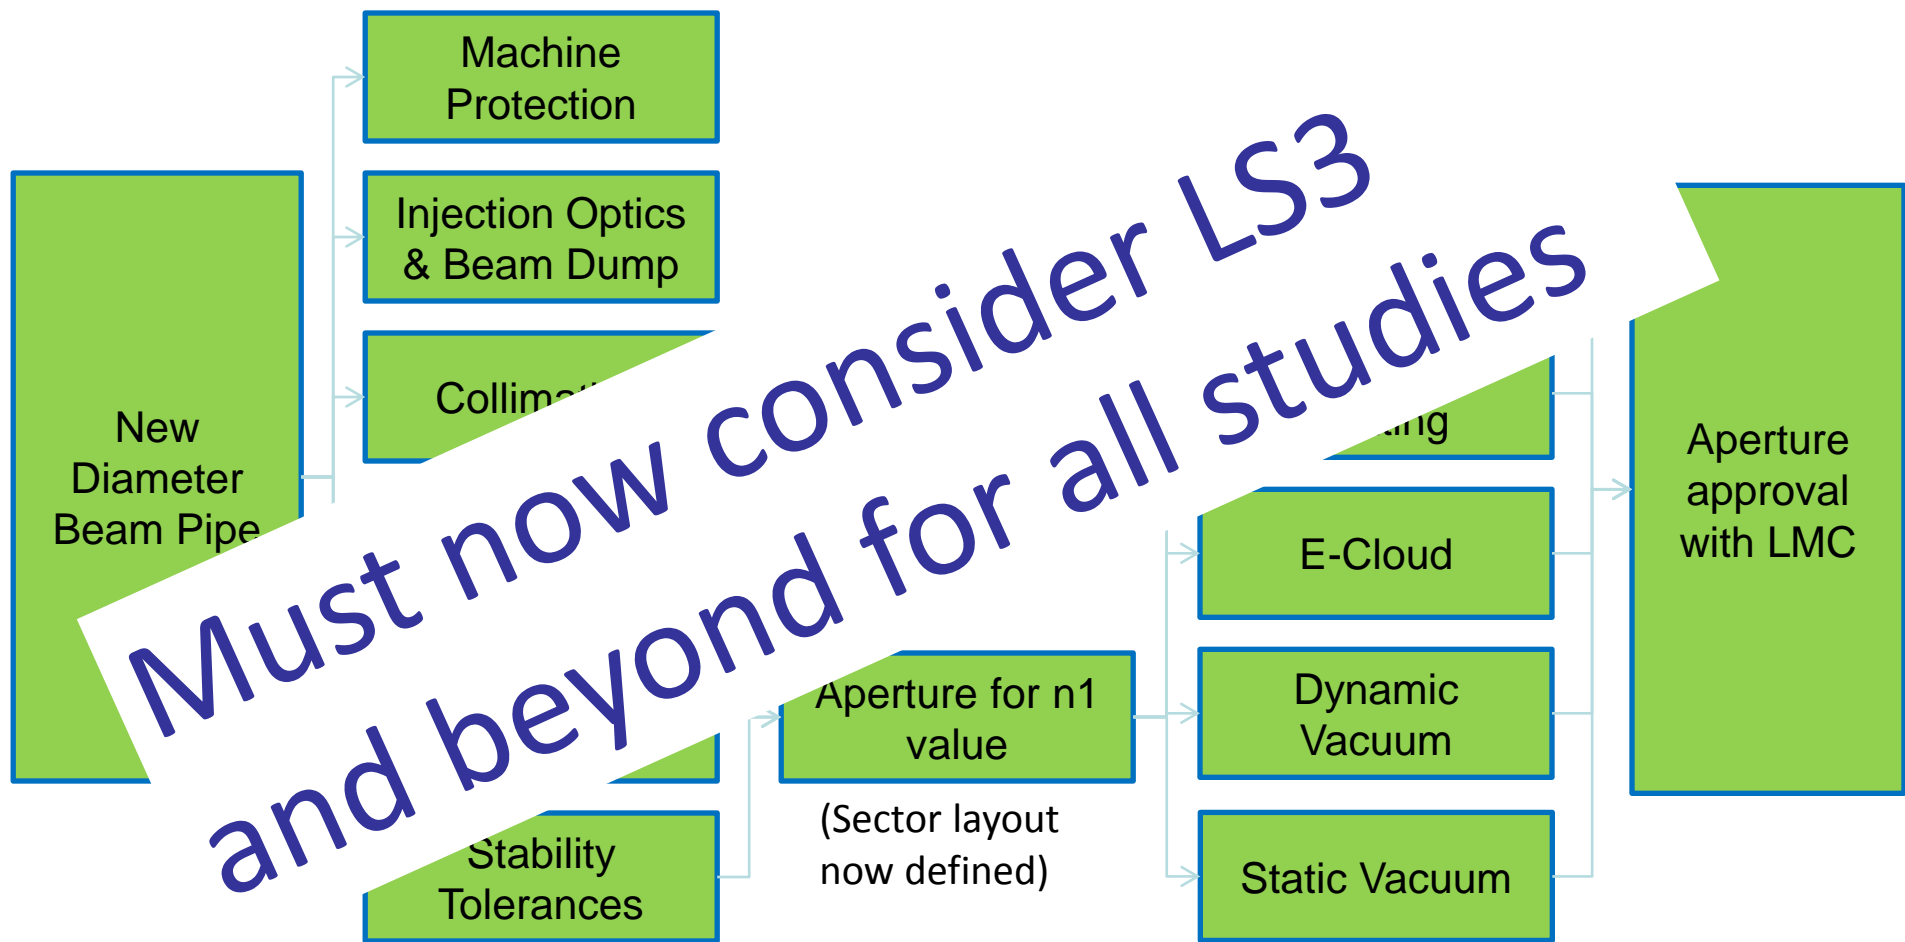 Machine
Protection
Injection Optics
& Beam Dump
New
Diameter
Beam Pipe
Must now consider LS3
and beyond for all studies
Aperture for n1
value
(Sector layout
now defined)
Stability
Tolerances
E-Cloud
Dynamic
Vacuum
Static Vacuum
Aperture
approval
with LMC